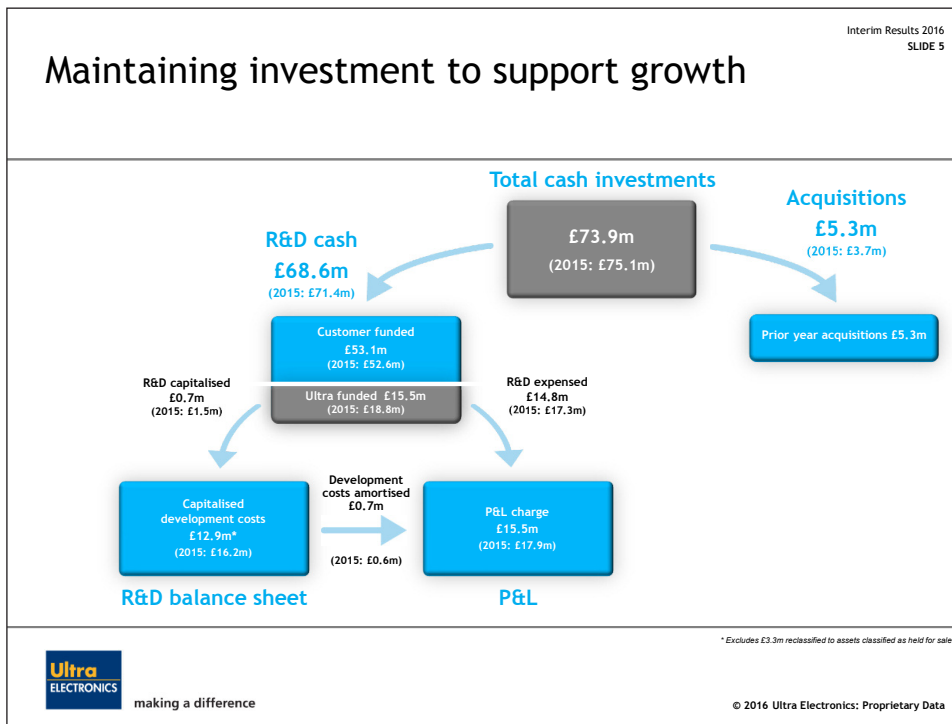 Interim Results 2016
SLIDE 5
Maintaining investment to support growth
Total cash investments
£73.9m
(2015: £75.1m)
Acquisitions
£5.3m
(2015: £3.7m)
R&D cash
£68.6m
(2015: £71.4m)
Prior year acquisitions £5.3m
Customer funded
£53.1m
(2015: £52.6m)
Ultra funded £15.5m
(2015: £18.8m)
R&D capitalised
£0.7m
(2015: £1.5m)
R&D expensed
£14.8m
(2015: £17.3m)
Capitalised
development costs
£12.9m*
(2015: £16.2m)
Development
costs amortised
£0.7m
(2015: £0.6m)
P&L charge
£15.5m
(2015: £17.9m)
R&D balance sheet
P&L
* Excludes £3.3m reclassified to assets classified as held for sale
Ultra
ELECTRONICS
making a difference
© 2016 Ultra Electronics: Proprietary Data